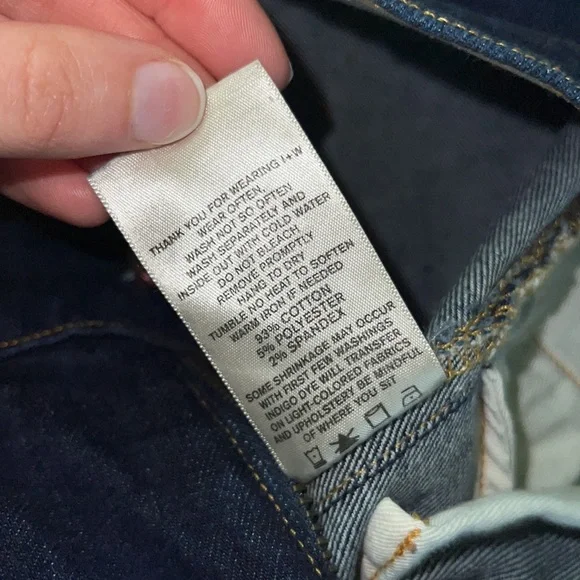 THANK YOU FOR WEARING I+W
WEAR OFTEN,
WASH NOT SO OFTEN
WASH SEPARATELY AND
INSIDE OUT WITH COLD WATER
DO NOT BLEACH
REMOVE PROMPTLY
HANG TO DRY
TUMBLE NO HEAT TO SOFTEN
WARM IRON IF NEEDED
93% COTTON
5% POLYESTER
2% SPANDEX
SOME SHRINKAGE MAY OCCUR
WITH FIRST FEW WASHINGS
INDIGO DYE WILL TRANSFER
ON LIGHT-COLORED FABRICS
AND UPHOLSTERY BE MINDFUL
OF WHERE YOU SIT